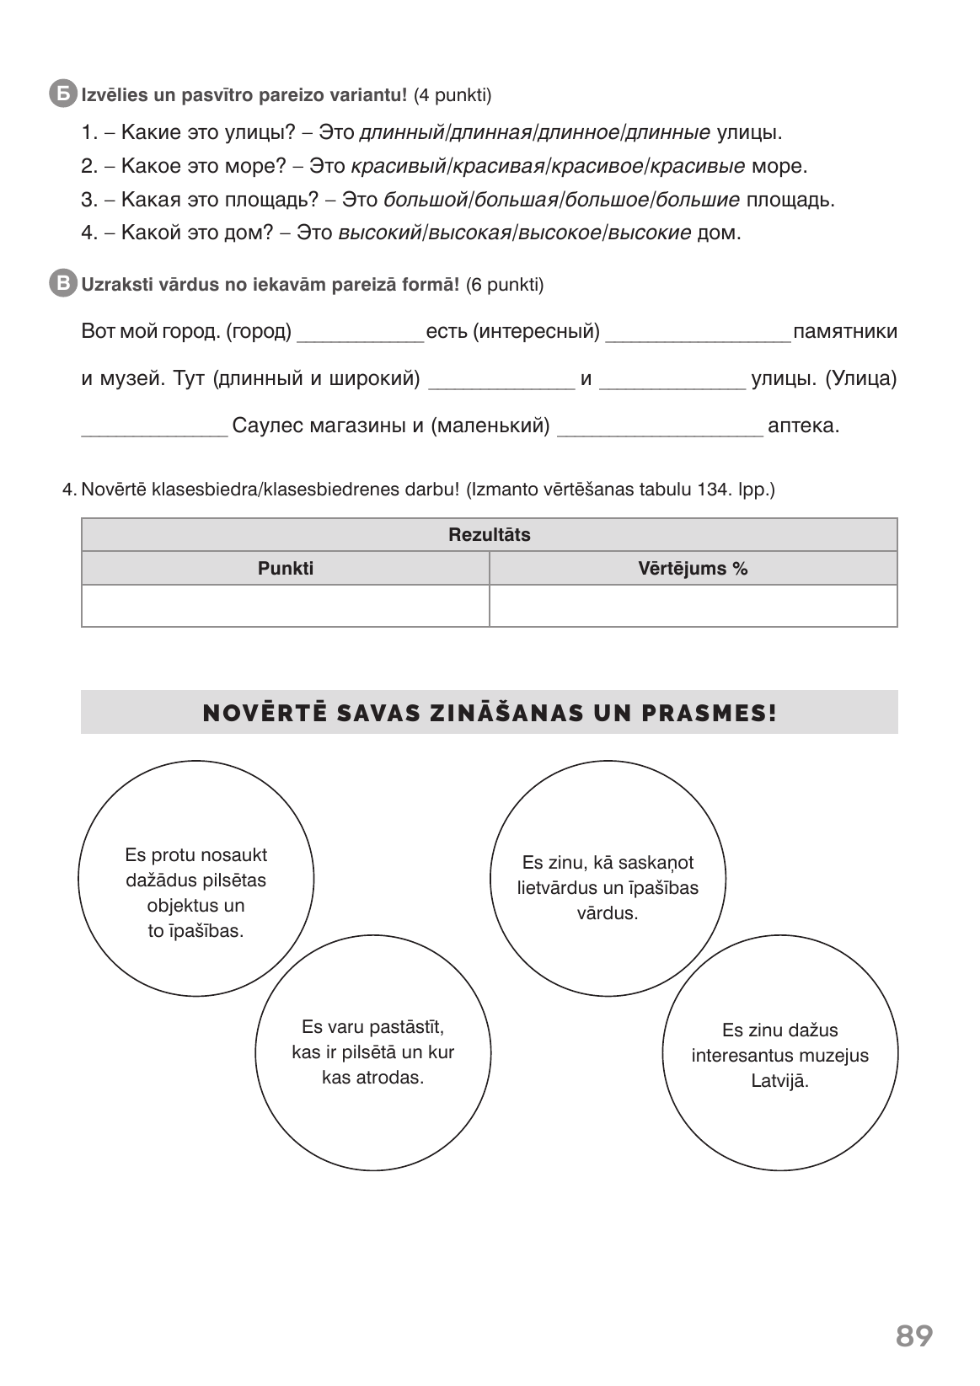 Б Izvēlies un pasvītro pareizo variantu! (4 punkti)
1. – Какие это улицы? – Это длинный/длинная/длинное/длинные улицы.
2. – Какое это море? – Это красивый/красивая/красивое/красивые море.
3. – Какая это площадь? – Это большой/большая/большое/большие площадь.
4. – Какой это дом? – Это высокий/высокая/высокое/высокие дом.
В Uzraksti vārdus no iekavām pareizā formā! (6 punkti)
Вот мой город. (город) ____________ есть (интересный) __________________ памятники
и музей. Тут (длинный и широкий) ______________ и ______________ улицы. (Улица)
______________ Саулес магазины и (маленький) ____________________ аптека.
4. Novērtē klasesbiedra/klasesbiedrenes darbu! (Izmanto vērtēšanas tabulu 134. lpp.)
Rezultāts
Punkti Vērtējums %
NOVĒRTĒ SAVAS ZINĀŠANAS UN PRASMES!
Es protu nosaukt
dažādus pilsētas
objektus un
to īpašības.
Es zinu, kā saskaņot
lietvārdus un īpašības
vārdus.
Es varu pastāstīt,
kas ir pilsētā un kur
kas atrodas.
Es zinu dažus
interesantus muzejus
Latvijā.
89